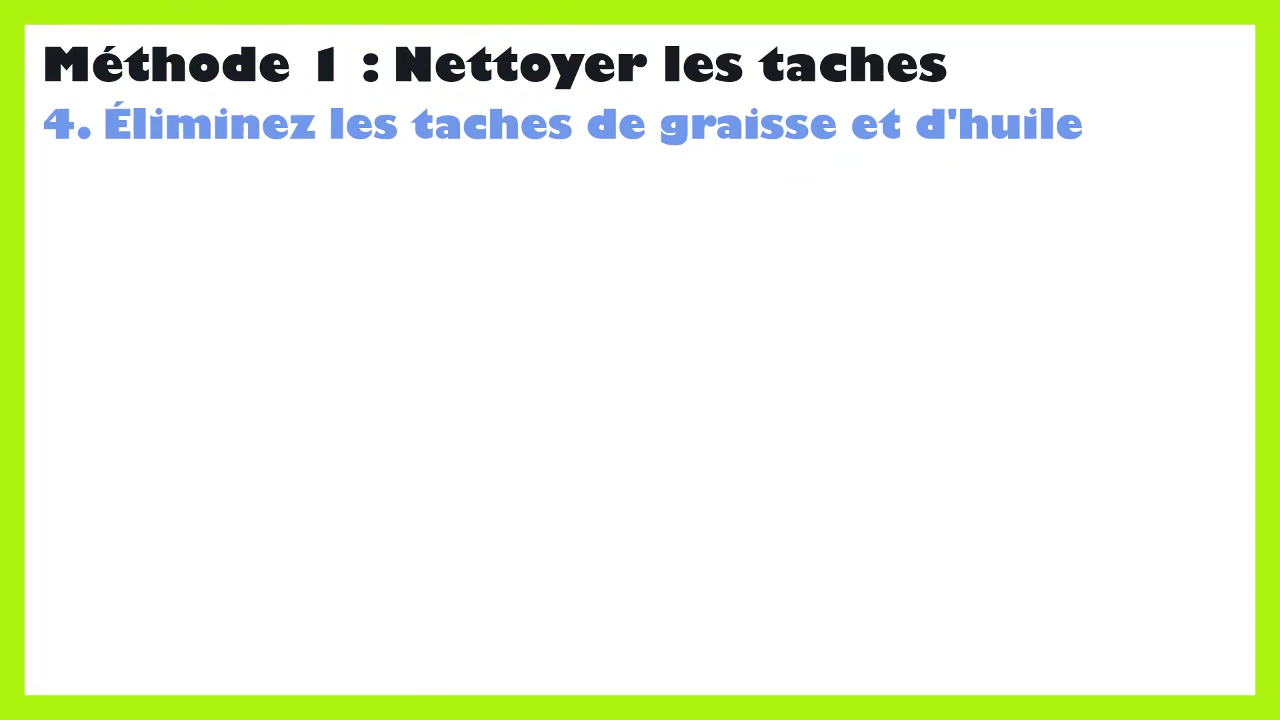 Méthode 1 : Nettoyer les taches
4. Éliminez les taches de graisse et d'huile